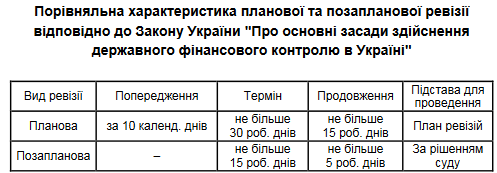 Порівняльна характеристика планової та позапланової ревізії
відповідно до Закону України "Про основні засади здійснення
державного фінансового контролю в Україні"
Вид ревізії Попередження Термін Продовження Підстава для
проведення
Планова за 10 календ. днів не більше
30 роб. днів не більше
15 роб. днів План ревізій
Позапланова – не більше
15 роб. днів не більше
5 роб. днів За рішенням
суду